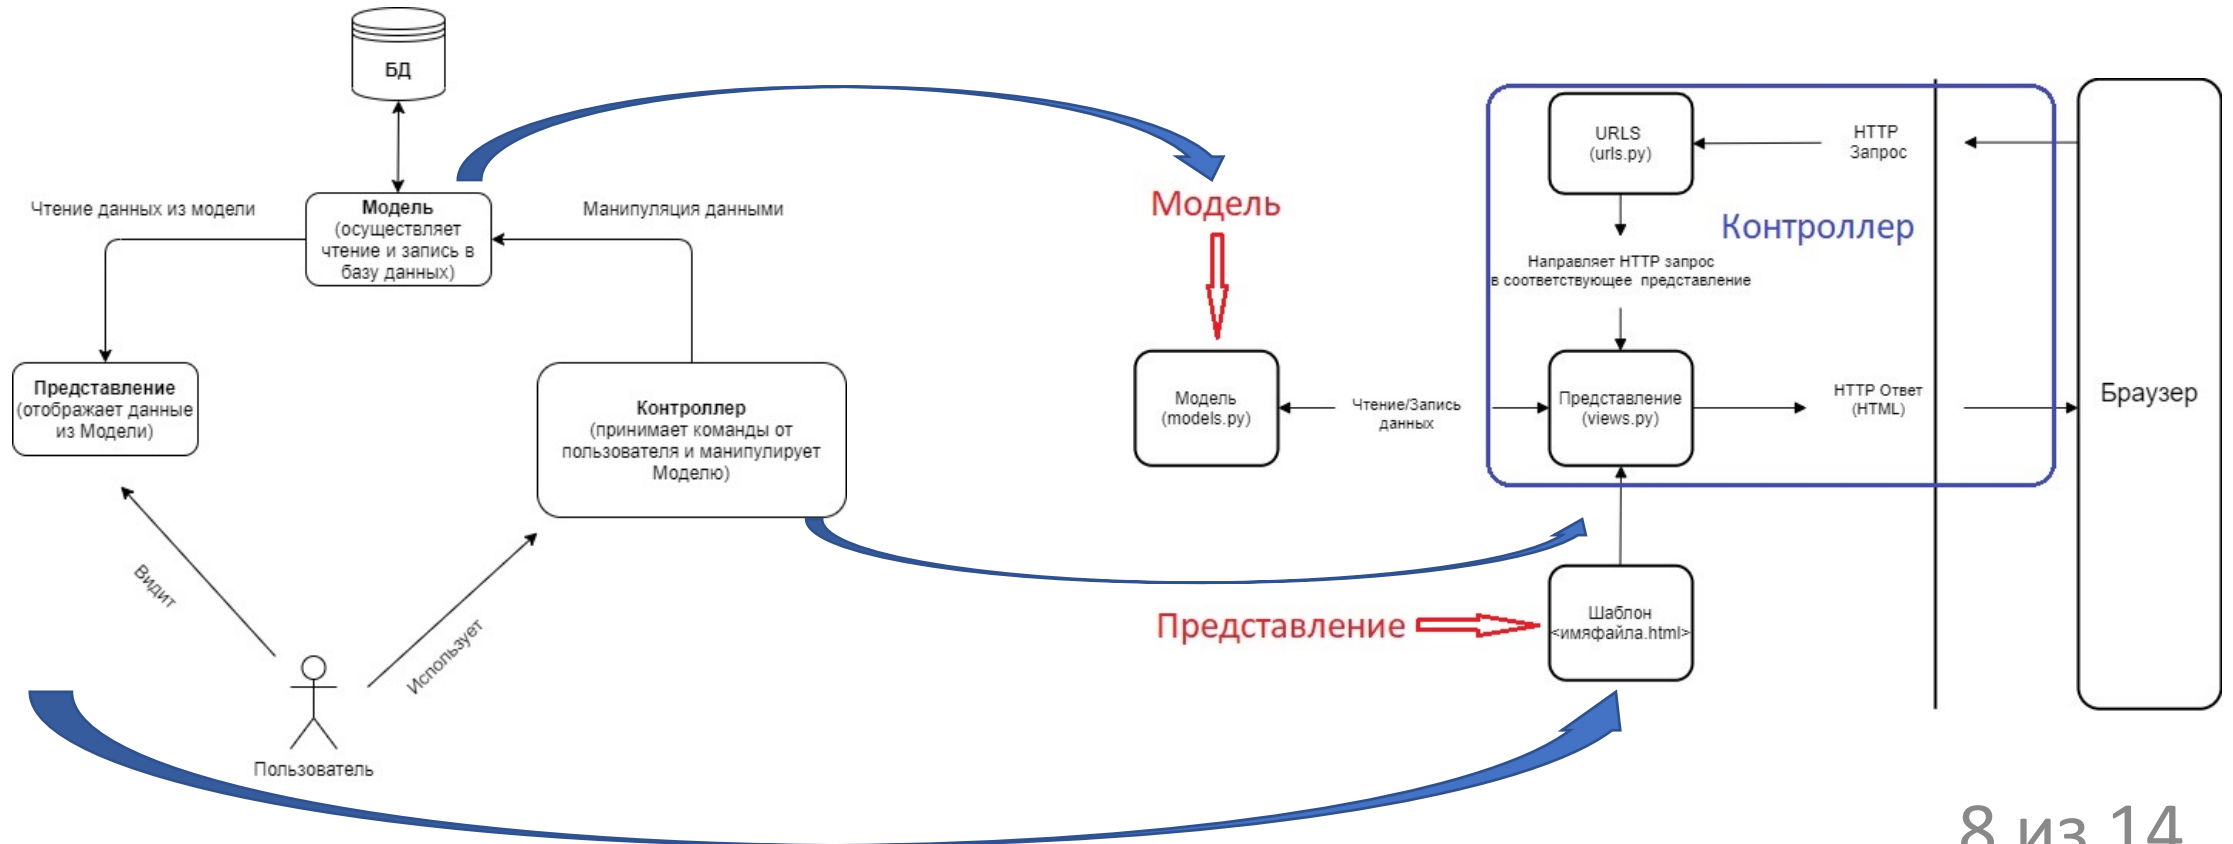 БД
Чтение данных из модели
Модель
(осуществляет
чтение и запись в
базу данных)
Манипуляция данными
Представление
(отображает данные
из Модели)
Контроллер
(принимает команды от
пользователя и манипулирует
Моделю)
Видит
Использует
Пользователь
Модель
Модель
(models.py)
Чтение/Запись
данных
URLS
(urls.py)
HTTP
Запрос
Контроллер
Направляет HTTP запрос
в соответствующее представление
Представление
(views.py)
HTTP Ответ
(HTML)
Браузер
Представление
Шаблон
<имяфайла.html>
8 из 14